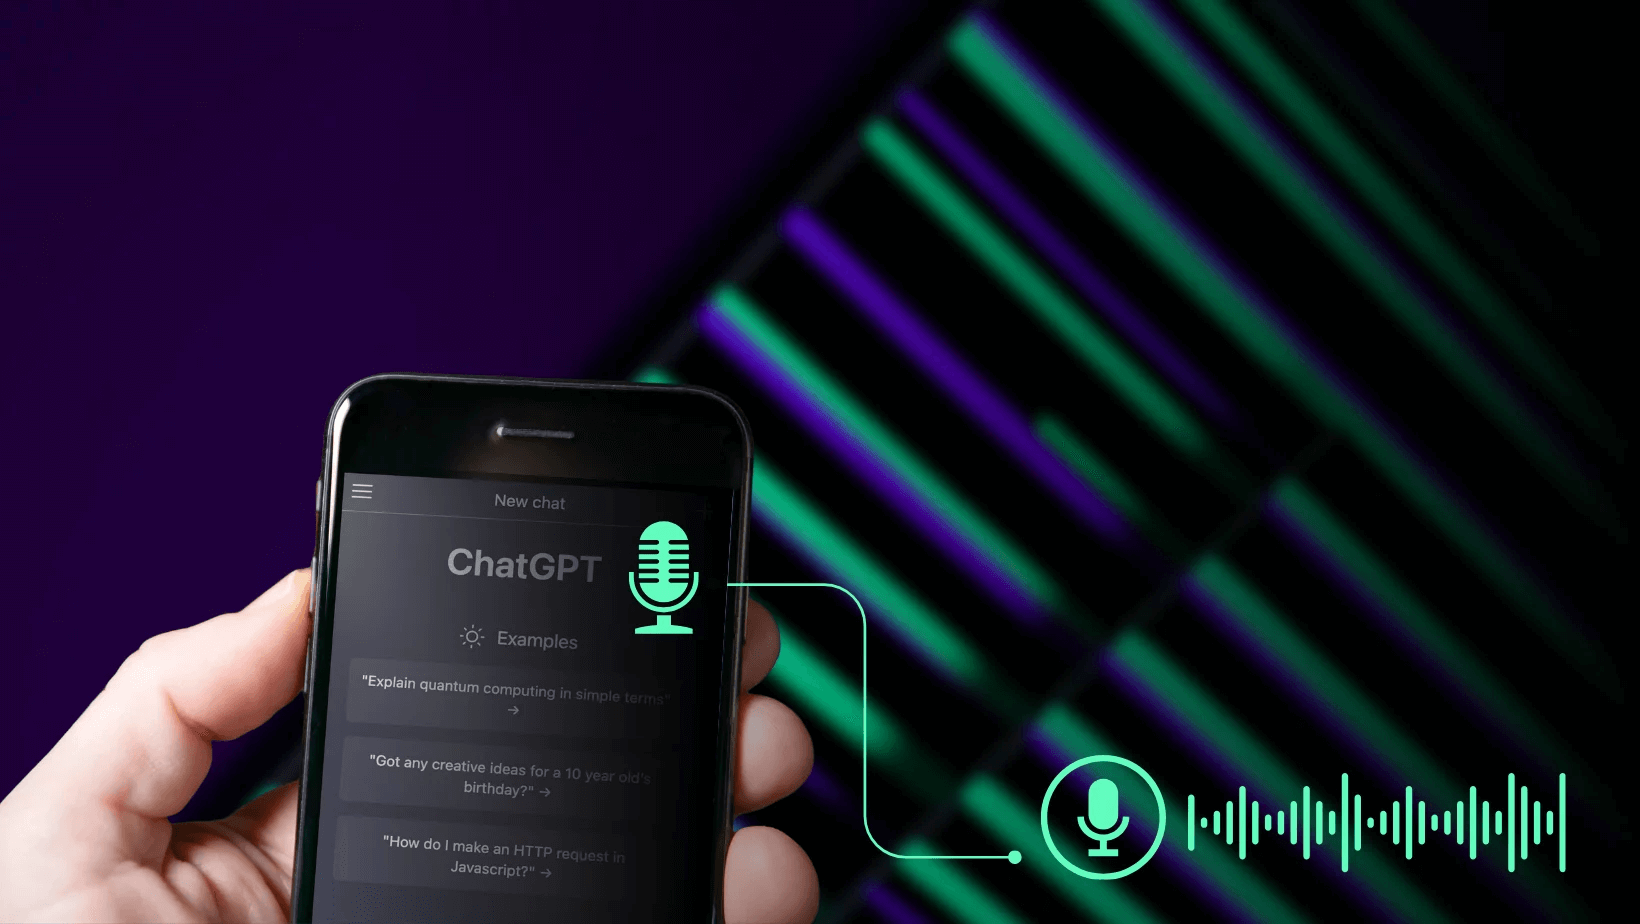 New chat
ChatGPT
Examples
"Explain quantum computing in simple terms"
→
"Got any creative ideas for a 10 year old's
birthday?" →
"How do I make an HTTP request in
Javascript?" →